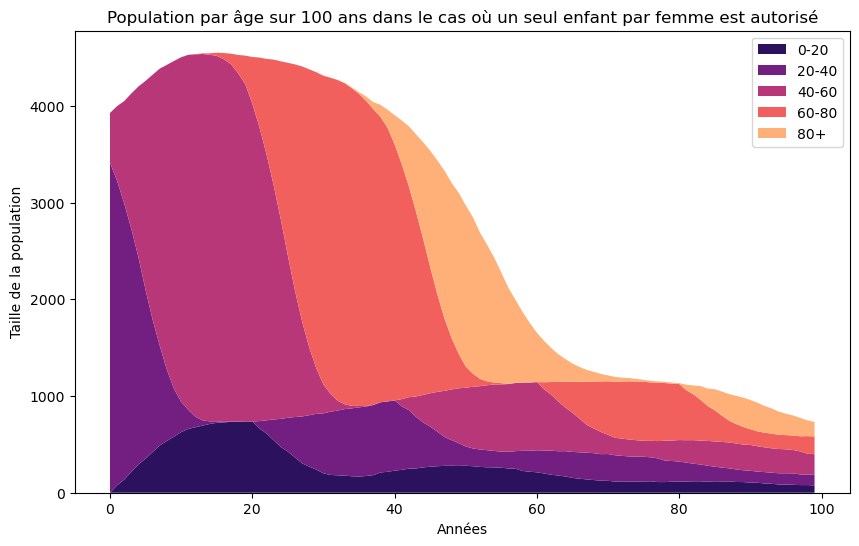 Population par âge sur 100 ans dans le cas où un seul enfant par femme est autorisé
0-20
20-40
40-60
60-80
80+
Taille de la population
4000
3000
2000
1000
0
0 20 40 60 80 100
Années